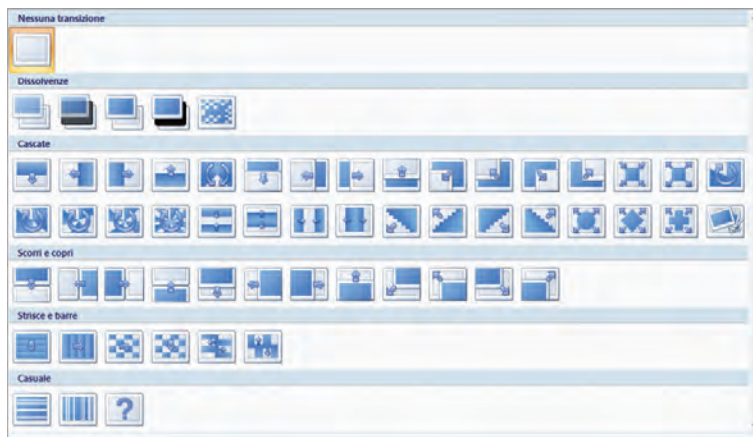 Nessuna transizione
Dissolvenze
Cascate
Scorri e copri
Strisce e barre
Casuale
?